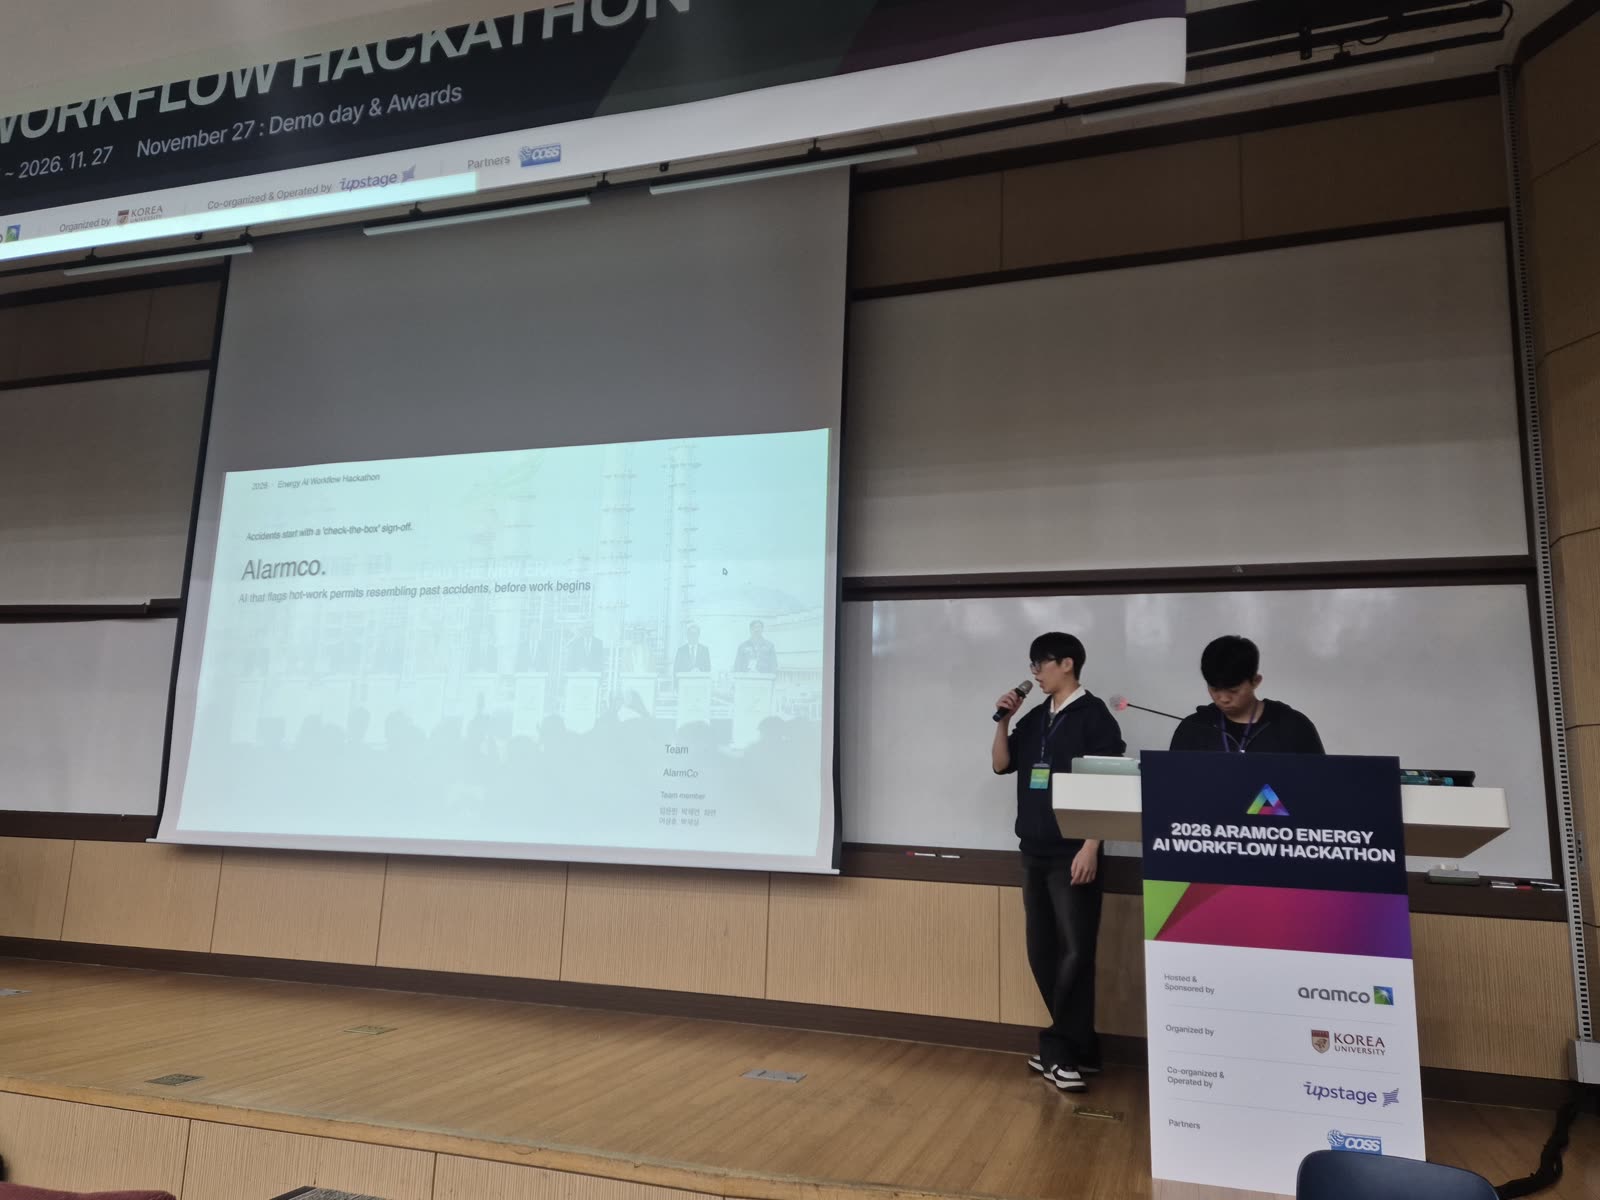 WORKFLOW HACKATHON
~ 2026. 11. 27 November 27 : Demo day & Awards
Organized by KOREA UNIVERSITY Co-organized & Operated by upstage Partners COSS
2026 · Energy AI Workflow Hackathon
Accidents start with a 'check-the-box' sign-off.
Alarmco.
AI that flags hot-work permits resembling past accidents, before work begins
Team
AlarmCo
Team member
2026 ARAMCO ENERGY
AI WORKFLOW HACKATHON
Hosted &
Sponsored by
aramco
Organized by
KOREA
UNIVERSITY
Co-organized &
Operated by
upstage
Partners
COSS